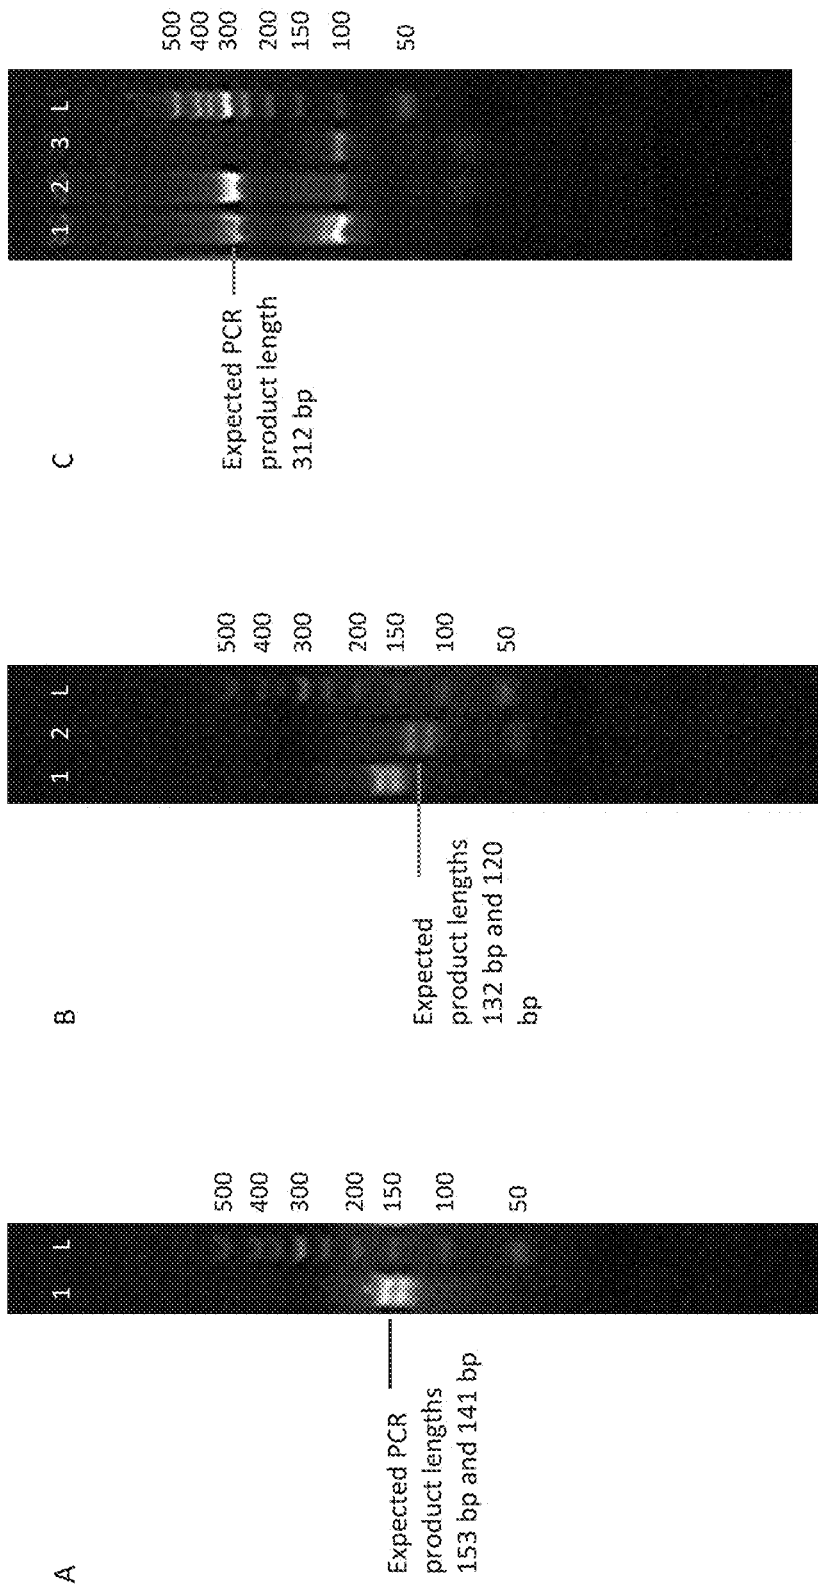 A
1 L
500
400
300
200
150
100
50
Expected PCR
product lengths
153 bp and 141 bp
B
1 2 L
500
400
300
200
150
100
50
Expected
product lengths
132 bp and 120
bp
C
1 2 3 L
500
400
300
200
150
100
50
Expected PCR
product length
312 bp